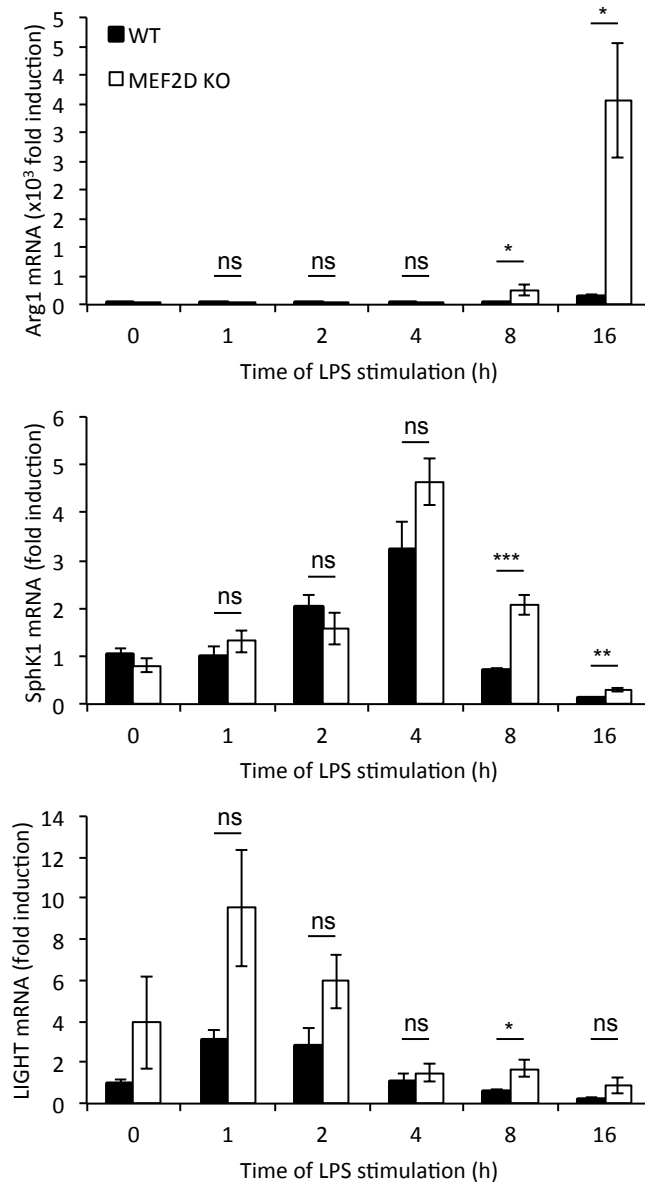 *
5
5
4
4
3
3
2
2
1
1
0
WT
MEF2D KO
ns
ns
ns
*
Arg1 mRNA (x10³ fold induction)
0 1 2 4 8 16
Time of LPS stimulation (h)
6
5
4
3
2
1
0
ns
ns
ns
***
**
SphK1 mRNA (fold induction)
0 1 2 4 8 16
Time of LPS stimulation (h)
14
12
10
8
6
4
2
0
ns
ns
ns
*
ns
LIGHT mRNA (fold induction)
0 1 2 4 8 16
Time of LPS stimulation (h)